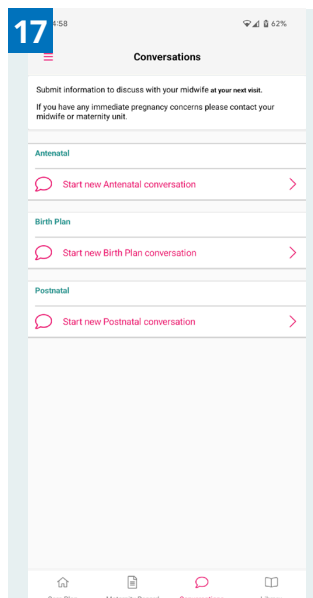 17
4:58
62%
Conversations
Submit information to discuss with your midwife at your next visit.
If you have any immediate pregnancy concerns please contact your
midwife or maternity unit.
Antenatal
Start new Antenatal conversation
Birth Plan
Start new Birth Plan conversation
Postnatal
Start new Postnatal conversation